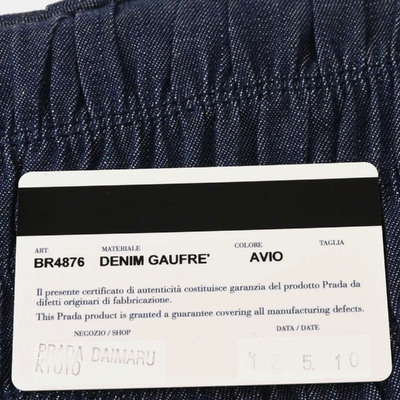 ART. MATERIALE COLORE TAGLIA
BR4876 DENIM GAUFRE' AVIO
Il presente certificato di autenticità costituisce garanzia del prodotto Prada da
difetti originari di fabbricazione.
This Prada product is granted a guarantee covering all manufacturing defects.
NEGOZIO / SHOP DATA / DATE
PRADA DAIMARU
KYOTO
12. 5. 10